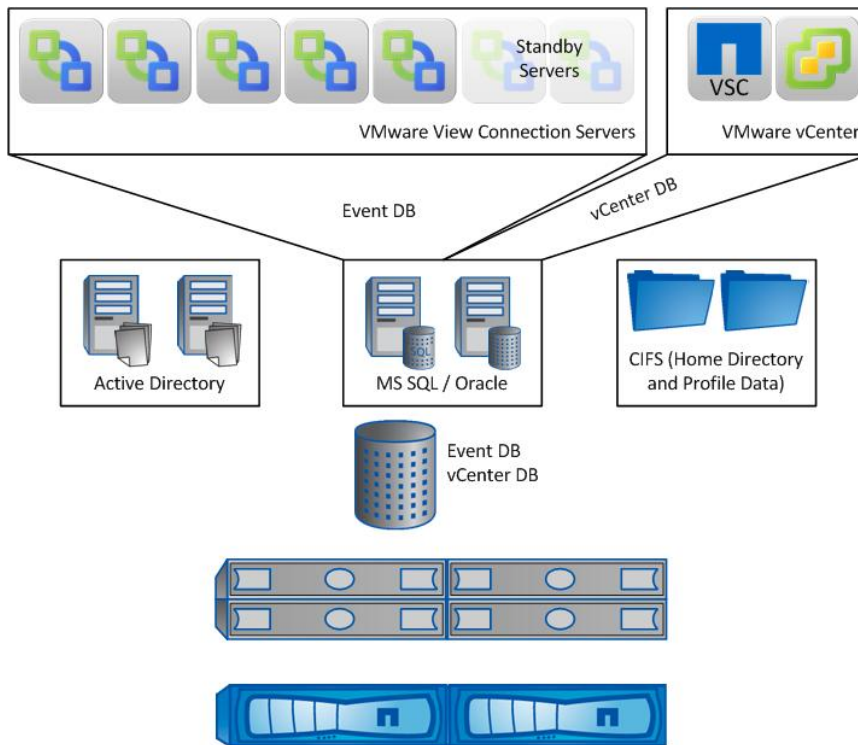 Standby
Servers
VSC
VMware View Connection Servers
VMware vCenter
Event DB
vCenter DB
Active Directory
SQL
MS SQL / Oracle
CIFS (Home Directory
and Profile Data)
Event DB
vCenter DB